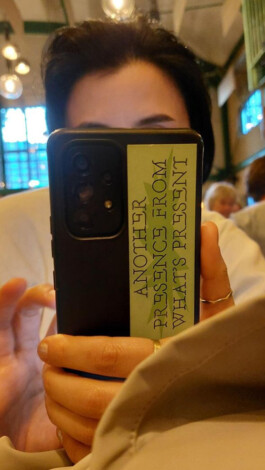 ANOTHER
PRESENCE FROM
WHAT'S PRESENT